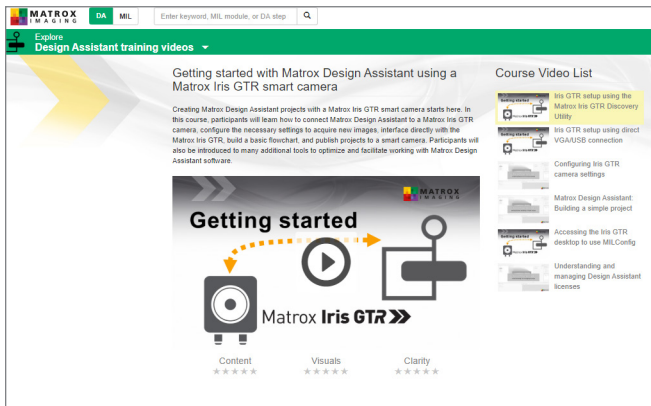 MATROX
IMAGING
DA
MIL
Enter keyword, MIL module, or DA step
Explore
Design Assistant training videos
Getting started with Matrox Design Assistant using a
Matrox Iris GTR smart camera
Creating Matrox Design Assistant projects with a Matrox Iris GTR smart camera starts here. In
this course, participants will learn how to connect Matrox Design Assistant to a Matrox Iris GTR
camera, configure the necessary settings to acquire new images, interface directly with the
Matrox Iris GTR, build a basic flowchart, and publish projects to a smart camera. Participants will
also be introduced to many additional tools to optimize and facilitate working with Matrox Design
Assistant software.
MATROX
IMAGING
Getting started
Matrox Iris GTR
Content
Visuals
Clarity
Course Video List
Getting started
Iris GTR setup using the
Matrox Iris GTR Discovery
Utility
Getting started
Iris GTR setup using direct
VGA/USB connection
Configuring Iris GTR
camera settings
Matrox Design Assistant:
Building a simple project
Getting started
Accessing the Iris GTR
desktop to use MILConfig
Understanding and
managing Design Assistant
licenses